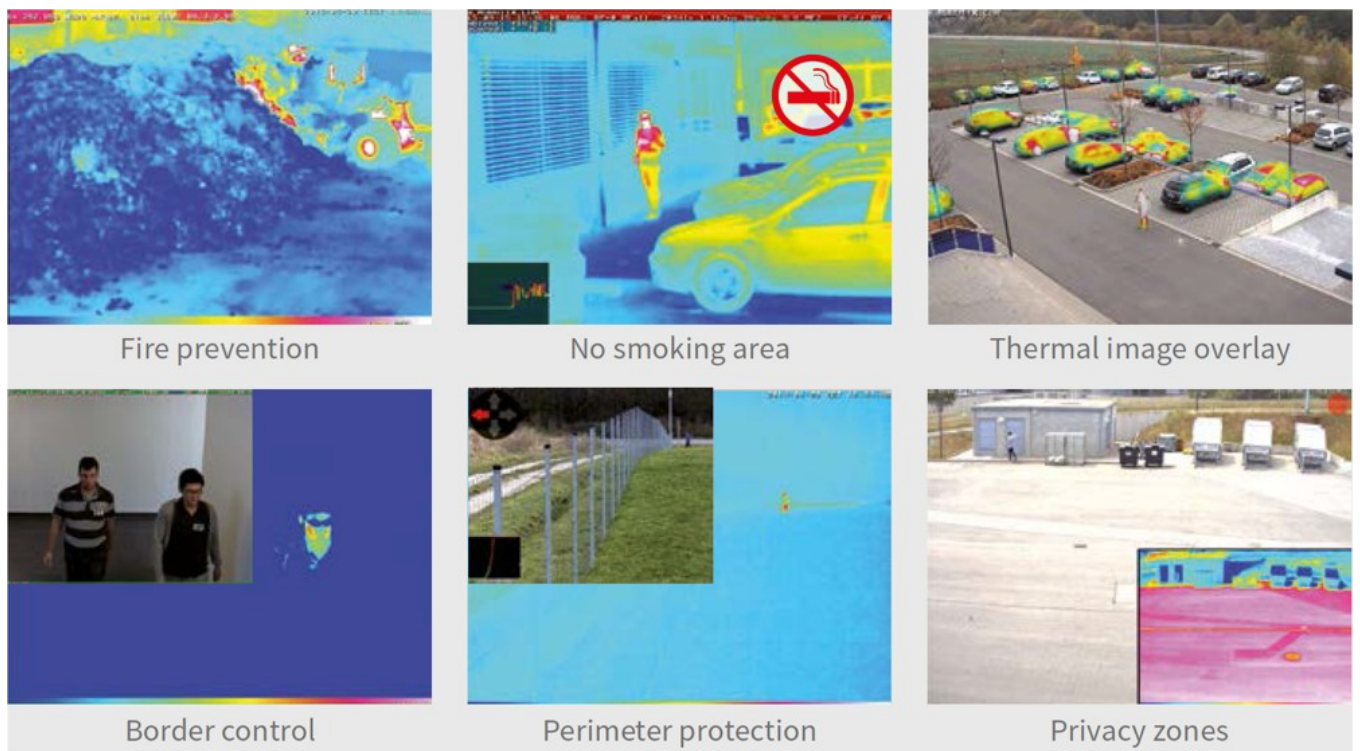 Fire prevention
No smoking area
Thermal image overlay
Border control
Perimeter protection
Privacy zones